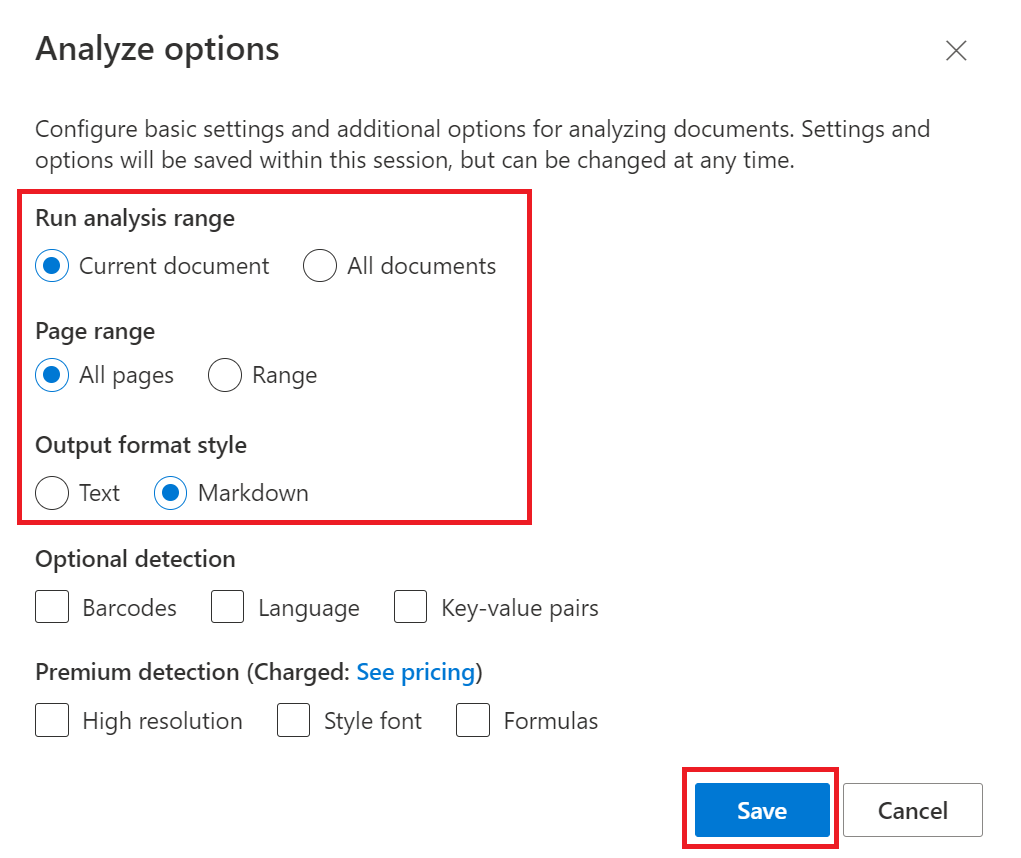 Analyze options
Configure basic settings and additional options for analyzing documents. Settings and
options will be saved within this session, but can be changed at any time.
Run analysis range
Current document All documents
Page range
All pages Range
Output format style
Text Markdown
Optional detection
Barcodes Language Key-value pairs
Premium detection (Charged: See pricing)
High resolution Style font Formulas
Save Cancel